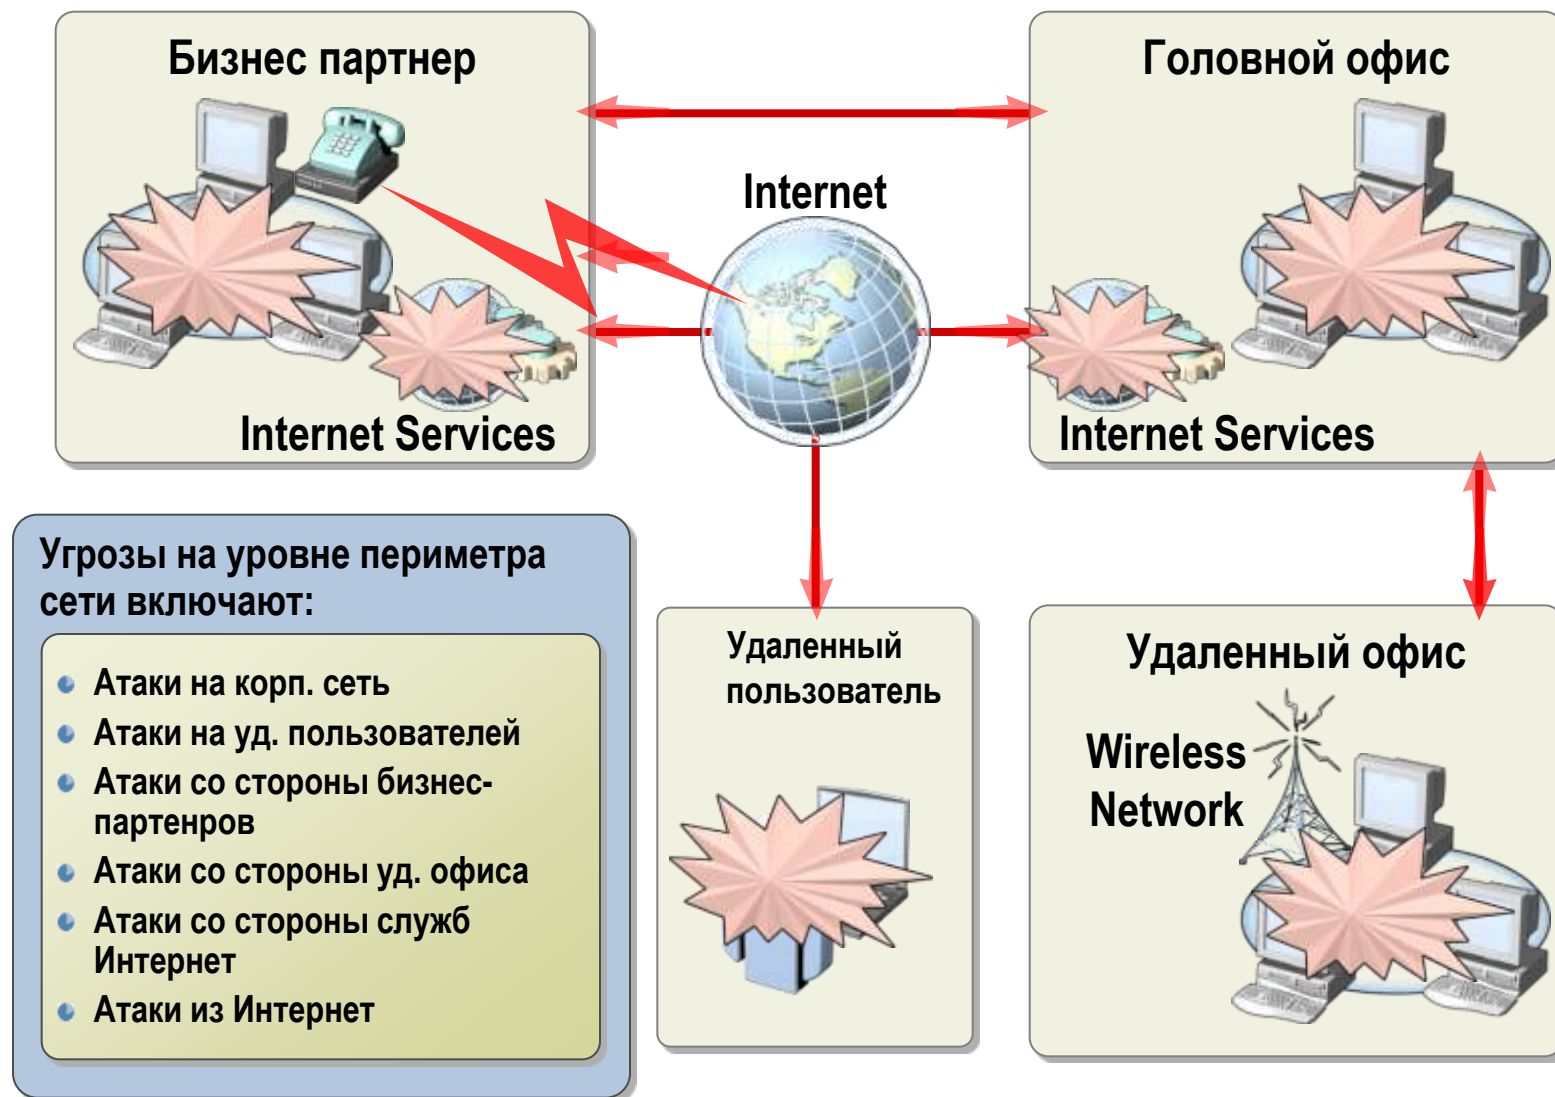 Бизнес партнер
Головной офис
Internet
Internet Services
Internet Services
Угрозы на уровне периметра
сети включают:
Атаки на корп. сеть
Атаки на уд. пользователей
Атаки со стороны бизнес-
партенров
Атаки со стороны уд. офиса
Атаки со стороны служб
Интернет
Атаки из Интернет
Удаленный
пользователь
Удаленный офис
Wireless
Network